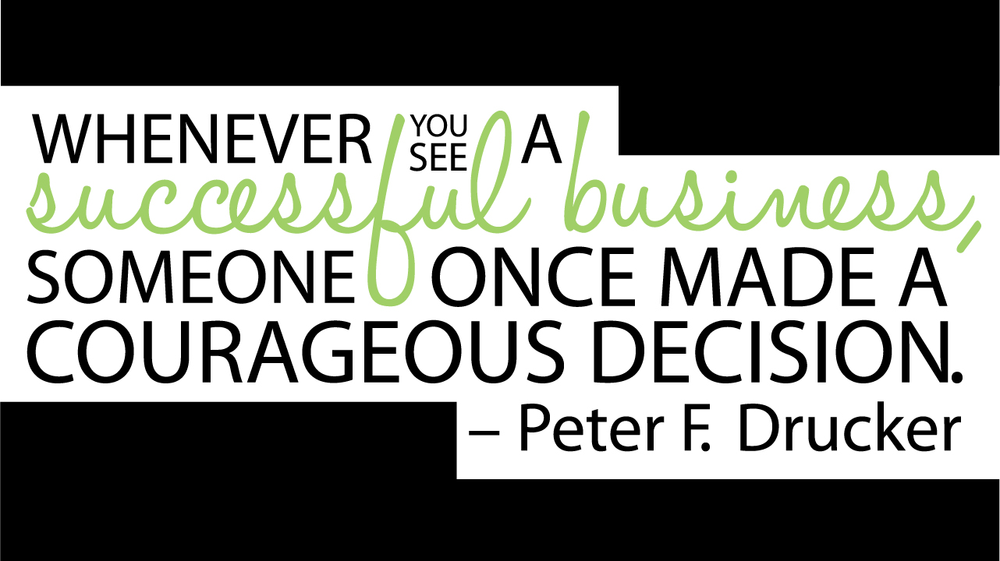 WHENEVER YOU SEE A
successful business,
SOMEONE ONCE MADE A
COURAGEOUS DECISION.
– Peter F. Drucker